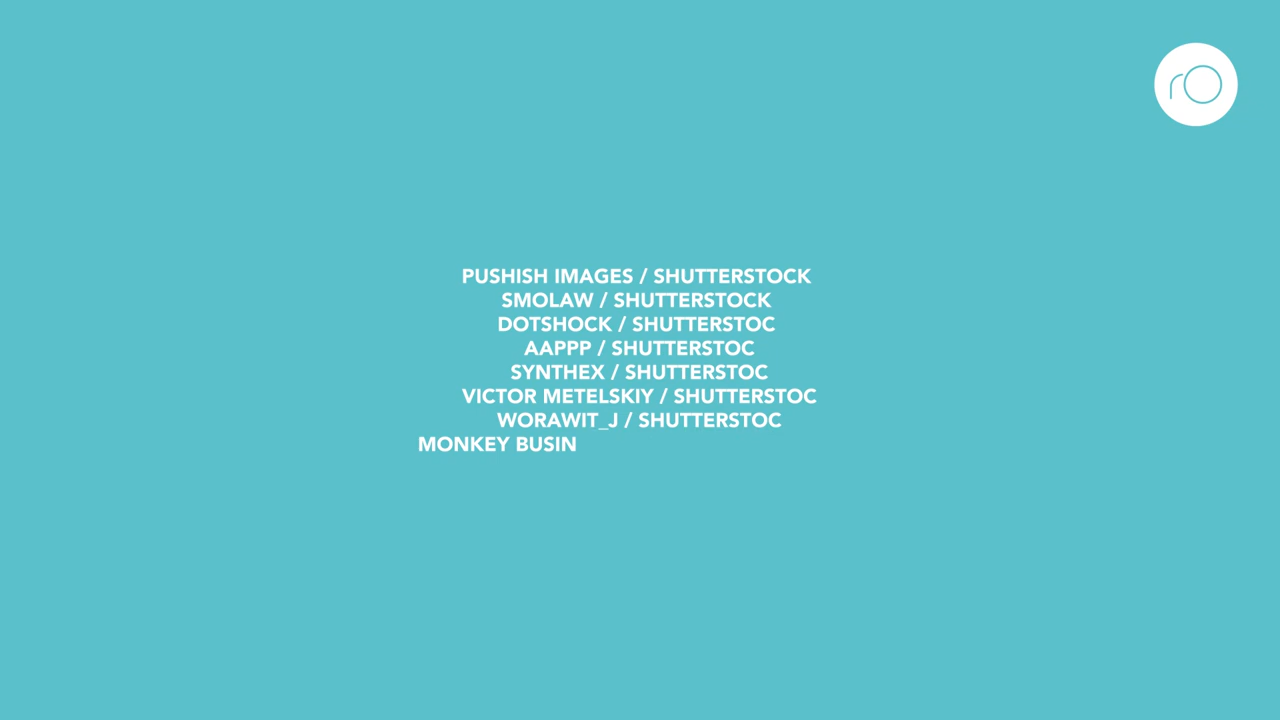 rO
PUSHISH IMAGES / SHUTTERSTOCK
SMOLAW / SHUTTERSTOCK
DOTSHOCK / SHUTTERSTOC
AAPPP / SHUTTERSTOC
SYNTHEX / SHUTTERSTOC
VICTOR METELSKIY / SHUTTERSTOC
WORAWIT_J / SHUTTERSTOC
MONKEY BUSIN